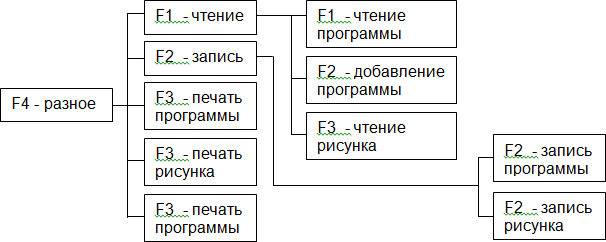 F4 - разное
F1 - чтение
F2 - запись
F3 - печать
программы
F3 - печать
рисунка
F3 - печать
программы
F1 - чтение
программы
F2 - добавление
программы
F3 - чтение
рисунка
F2 - запись
программы
F2 - запись
рисунка